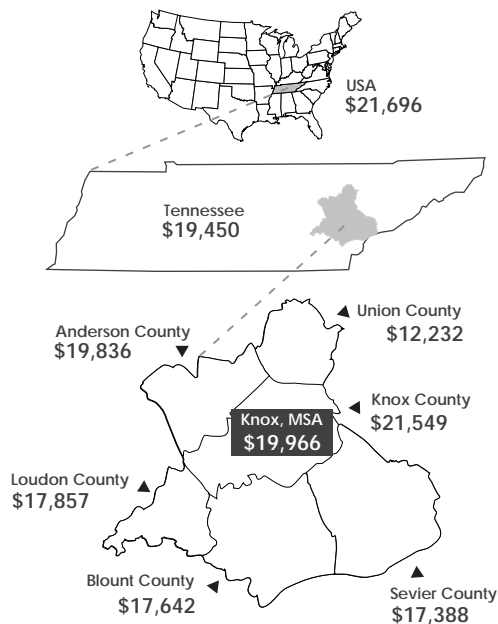 USA
$21,696
Tennessee
$19,450
Union County
$12,232
Anderson County
$19,836
Knox County
$21,549
Knox, MSA
$19,966
Loudon County
$17,857
Blount County
$17,642
Sevier County
$17,388